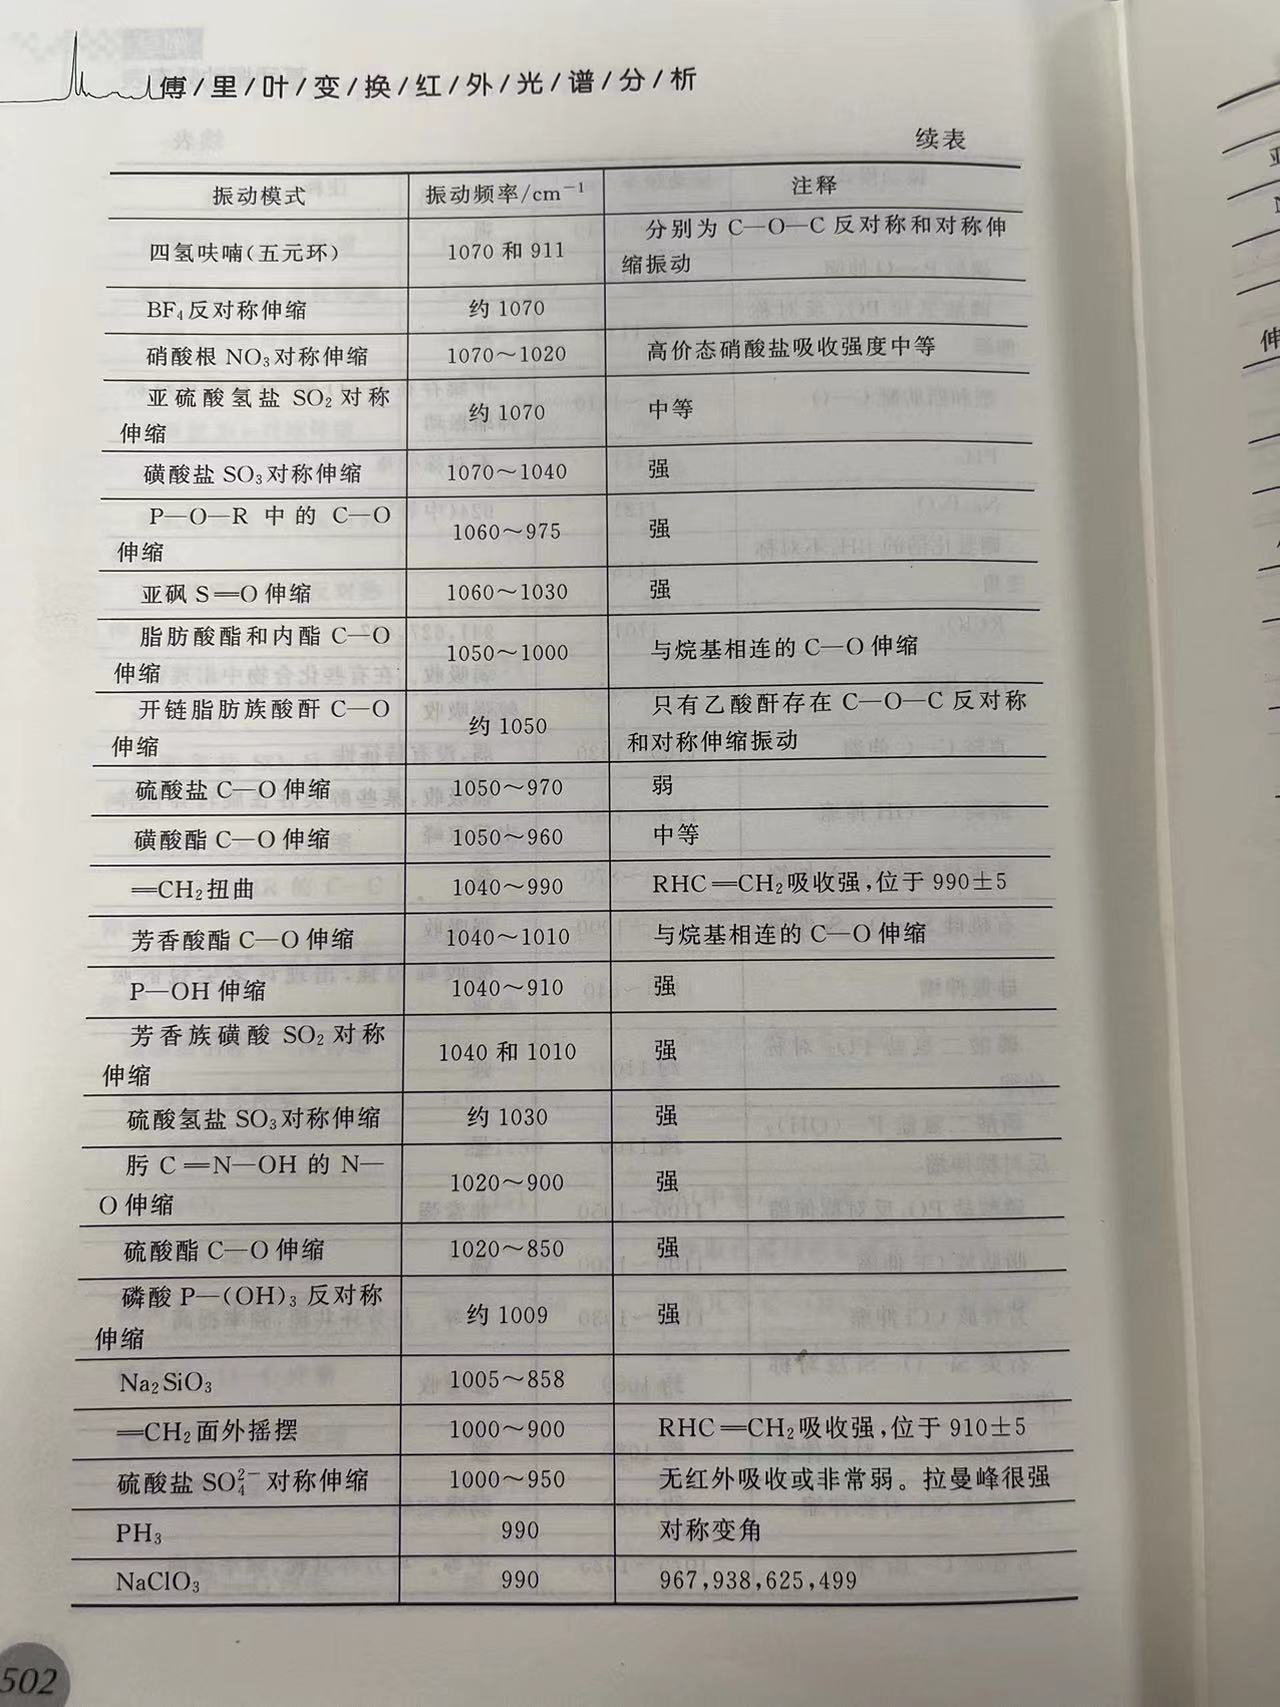 傅/里/叶/变/换/红/外/光/谱/分/析
续表
振动模式 振动频率/cm⁻¹ 注释
四氢呋喃(五元环) 1070 和 911 分别为 C—O—C 反对称和对称伸
缩振动
BF₄反对称伸缩 约 1070
硝酸根 NO₃对称伸缩 1070～1020 高价态硝酸盐吸收强度中等
亚硫酸氢盐 SO₂ 对称
伸缩 约 1070 中等
磺酸盐 SO₃对称伸缩 1070～1040 强
P—O—R 中的 C—O
伸缩 1060～975 强
亚砜 S═O 伸缩 1060～1030 强
脂肪酸酯和内酯 C—O
伸缩 1050～1000 与烷基相连的 C—O 伸缩
开链脂肪族酸酐 C—O
伸缩 约 1050 只有乙酸酐存在 C—O—C 反对称
和对称伸缩振动
硫酸盐 C—O 伸缩 1050～970 弱
磺酸酯 C—O 伸缩 1050～960 中等
═CH₂扭曲 1040～990 RHC═CH₂吸收强,位于 990±5
芳香酸酯 C—O 伸缩 1040～1010 与烷基相连的 C—O 伸缩
P—OH 伸缩 1040～910 强
芳香族磺酸 SO₂ 对称
伸缩 1040 和 1010 强
硫酸氢盐 SO₃对称伸缩 约 1030 强
肟 C═N—OH 的 N—
O 伸缩 1020～900 强
硫酸酯 C—O 伸缩 1020～850 强
磷酸 P—(OH)₃ 反对称
伸缩 约 1009 强
Na₂SiO₃ 1005～858
═CH₂面外摇摆 1000～900 RHC═CH₂吸收强,位于 910±5
硫酸盐 SO₄²⁻ 对称伸缩 1000～950 无红外吸收或非常弱。拉曼峰很强
PH₃ 990 对称变角
NaClO₃ 990 967,938,625,499
502